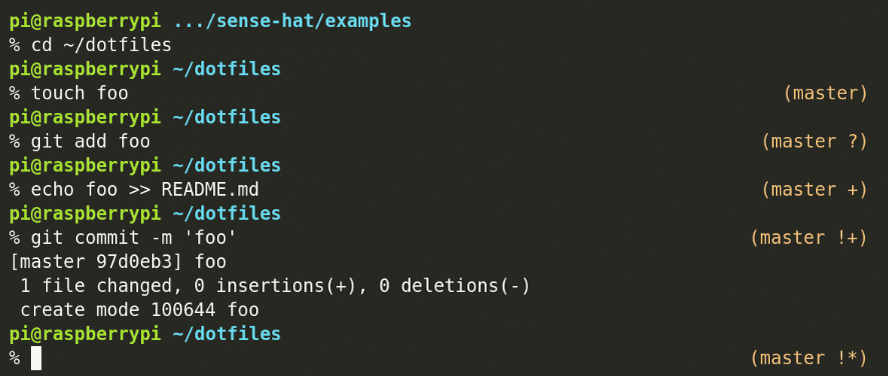 pi@raspberrypi .../sense-hat/examples
% cd ~/dotfiles
pi@raspberrypi ~/dotfiles
% touch foo (master)
pi@raspberrypi ~/dotfiles
% git add foo (master ?)
pi@raspberrypi ~/dotfiles
% echo foo >> README.md (master +)
pi@raspberrypi ~/dotfiles
% git commit -m 'foo' (master !+)
[master 97d0eb3] foo
 1 file changed, 0 insertions(+), 0 deletions(-)
 create mode 100644 foo
pi@raspberrypi ~/dotfiles
% (master !*)